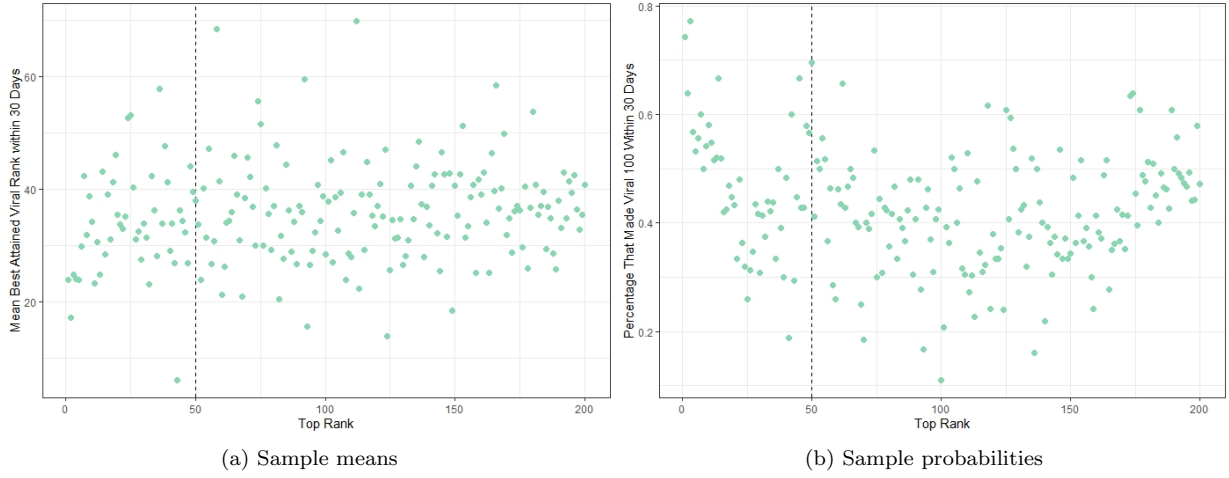 Mean Best Attained Viral Rank within 30 Days
60
40
20
0
50
100
150
200
Top Rank
(a) Sample means
Percentage That Made Viral 100 Within 30 Days
0.8
0.6
0.4
0.2
0
50
100
150
200
Top Rank
(b) Sample probabilities